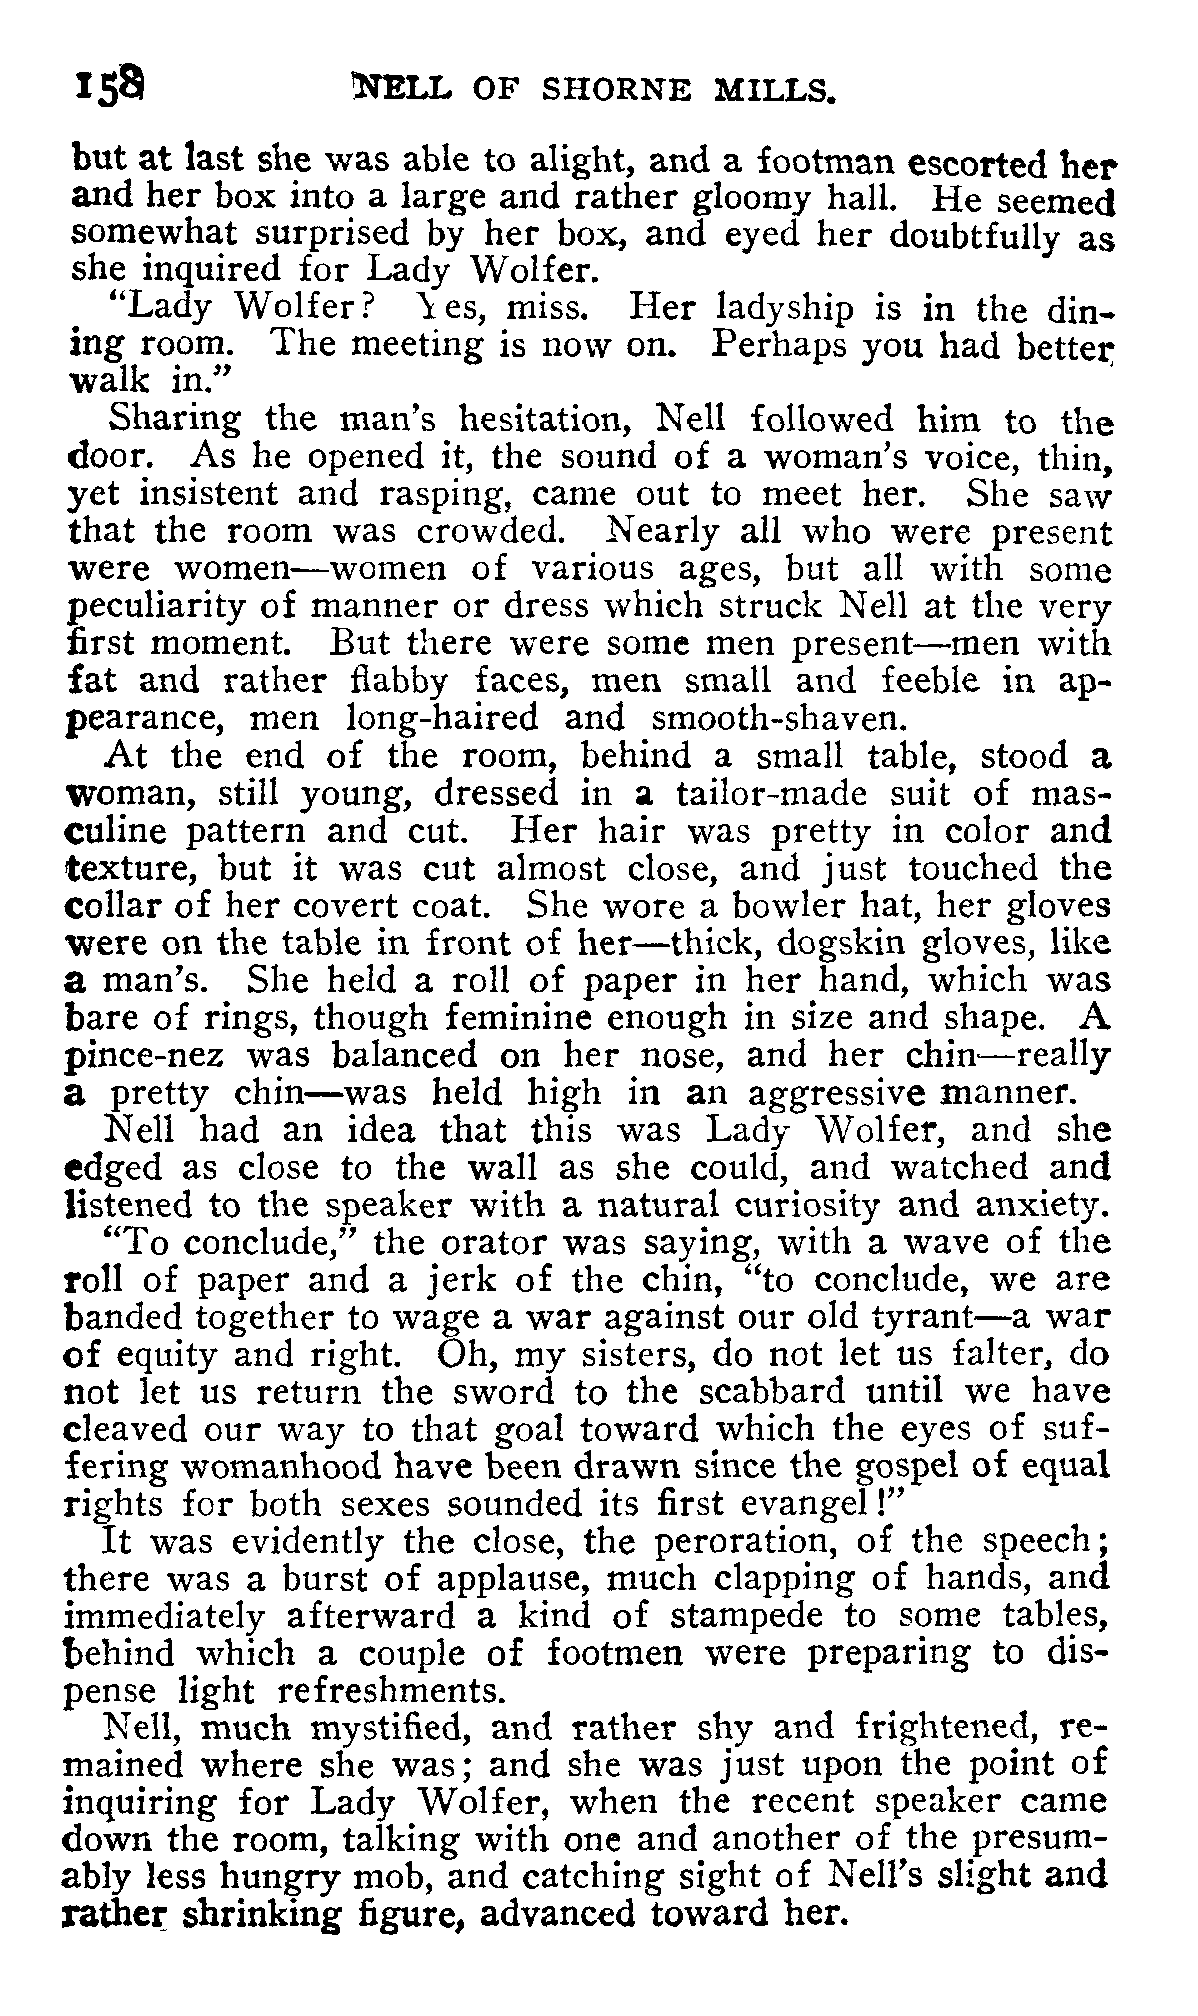 158 NELL OF SHORNE MILLS.
but at last she was able to alight, and a footman escorted her
and her box into a large and rather gloomy hall. He seemed
somewhat surprised by her box, and eyed her doubtfully as
she inquired for Lady Wolfer.
"Lady Wolfer? Yes, miss. Her ladyship is in the din-
ing room. The meeting is now on. Perhaps you had better
walk in."
Sharing the man's hesitation, Nell followed him to the
door. As he opened it, the sound of a woman's voice, thin,
yet insistent and rasping, came out to meet her. She saw
that the room was crowded. Nearly all who were present
were women—women of various ages, but all with some
peculiarity of manner or dress which struck Nell at the very
first moment. But there were some men present—men with
fat and rather flabby faces, men small and feeble in ap-
pearance, men long-haired and smooth-shaven.
At the end of the room, behind a small table, stood a
woman, still young, dressed in a tailor-made suit of mas-
culine pattern and cut. Her hair was pretty in color and
texture, but it was cut almost close, and just touched the
collar of her covert coat. She wore a bowler hat, her gloves
were on the table in front of her—thick, dogskin gloves, like
a man's. She held a roll of paper in her hand, which was
bare of rings, though feminine enough in size and shape. A
pince-nez was balanced on her nose, and her chin—really
a pretty chin—was held high in an aggressive manner.
Nell had an idea that this was Lady Wolfer, and she
edged as close to the wall as she could, and watched and
listened to the speaker with a natural curiosity and anxiety.
"To conclude," the orator was saying, with a wave of the
roll of paper and a jerk of the chin, "to conclude, we are
banded together to wage a war against our old tyrant—a war
of equity and right. Oh, my sisters, do not let us falter, do
not let us return the sword to the scabbard until we have
cleaved our way to that goal toward which the eyes of suf-
fering womanhood have been drawn since the gospel of equal
rights for both sexes sounded its first evangel!"
It was evidently the close, the peroration, of the speech;
there was a burst of applause, much clapping of hands, and
immediately afterward a kind of stampede to some tables,
behind which a couple of footmen were preparing to dis-
pense light refreshments.
Nell, much mystified, and rather shy and frightened, re-
mained where she was; and she was just upon the point of
inquiring for Lady Wolfer, when the recent speaker came
down the room, talking with one and another of the presum-
ably less hungry mob, and catching sight of Nell's slight and
rather shrinking figure, advanced toward her.